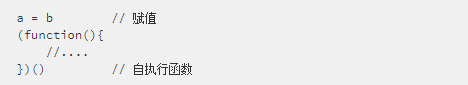 a = b        // 赋值
(function(){
    //....
})()         // 自执行函数